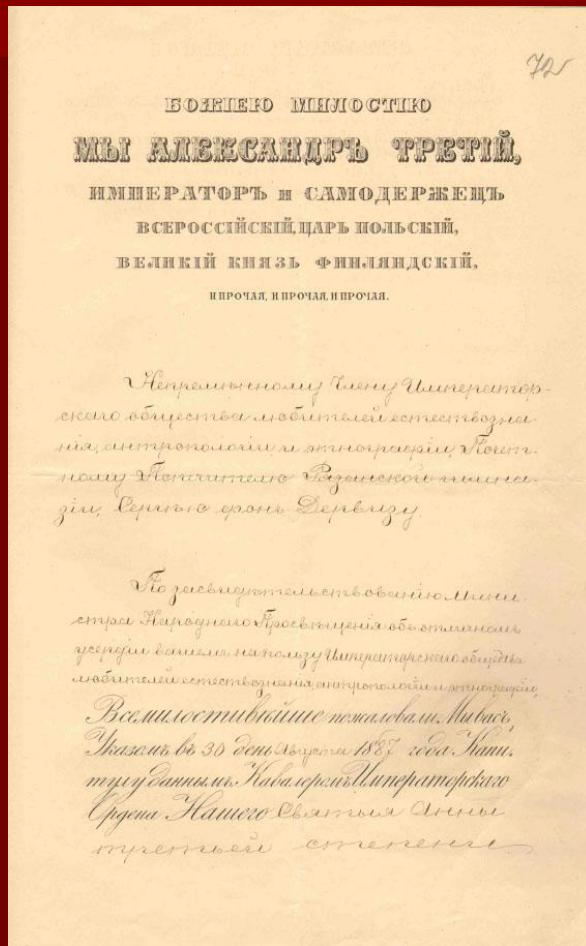 72
БОЖІЕЮ МИЛОСТІЮ
МЫ АЛЕКСАНДРЪ ТРЕТІЙ,
ИМПЕРАТОРЪ и САМОДЕРЖЕЦЪ
ВСЕРОССІЙСКІЙ, ЦАРЬ ПОЛЬСКІЙ,
ВЕЛИКІЙ КНЯЗЬ ФИНЛЯНДСКІЙ,
И ПРОЧАЯ, И ПРОЧАЯ, И ПРОЧАЯ.
Непремѣнному Члену Император-
скаго общества любителей естествозна-
нія, антропологіи и этнографіи, Почет-
ному Попечителю Рязанской гимна-
зіи, Сергѣю фонъ Дервизу.
По засвидѣтельствованію Мини-
стра Народнаго Просвѣщенія объ отличномъ
усердіи вашемъ на пользу Императорскаго общества
любителей естествознанія, антропологіи и этнографіи,
Всемилостивѣйше пожаловали Мы васъ,
Указомъ въ 30 день Августа 1887 года Капи-
тулу даннымъ, Кавалеромъ Императорскаго
Ордена Нашего Святыя Анны
третьей степени